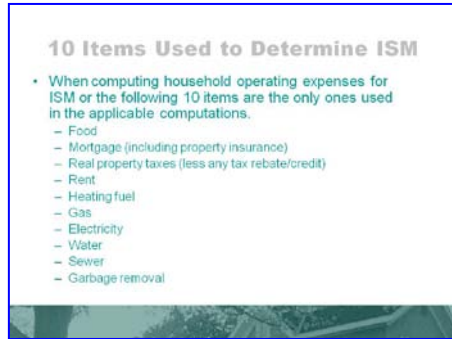 10 Items Used to Determine ISM
• When computing household operating expenses for
ISM or the following 10 items are the only ones used
in the applicable computations.
– Food
– Mortgage (including property insurance)
– Real property taxes (less any tax rebate/credit)
– Rent
– Heating fuel
– Gas
– Electricity
– Water
– Sewer
– Garbage removal